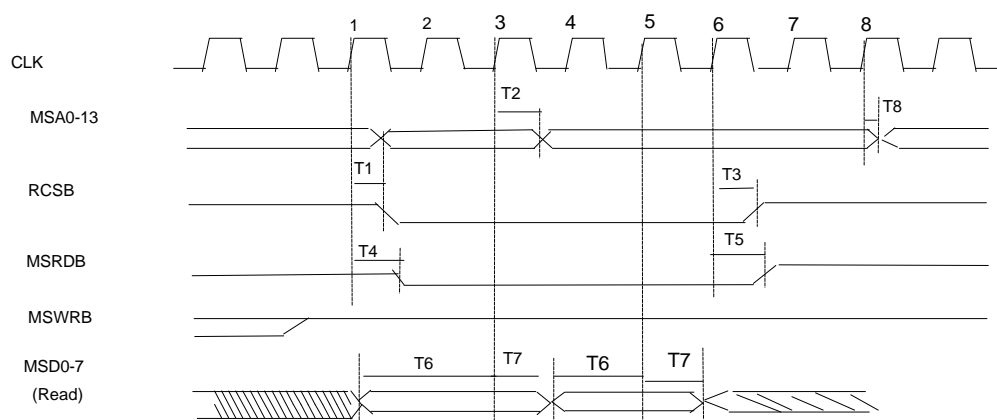 1 2 3 4 5 6 7 8
CLK
T2
T8
MSA0-13
T1
T3
RCSB
T4
T5
MSRDB
MSWRB
MSD0-7
T6 T7 T6 T7
(Read)